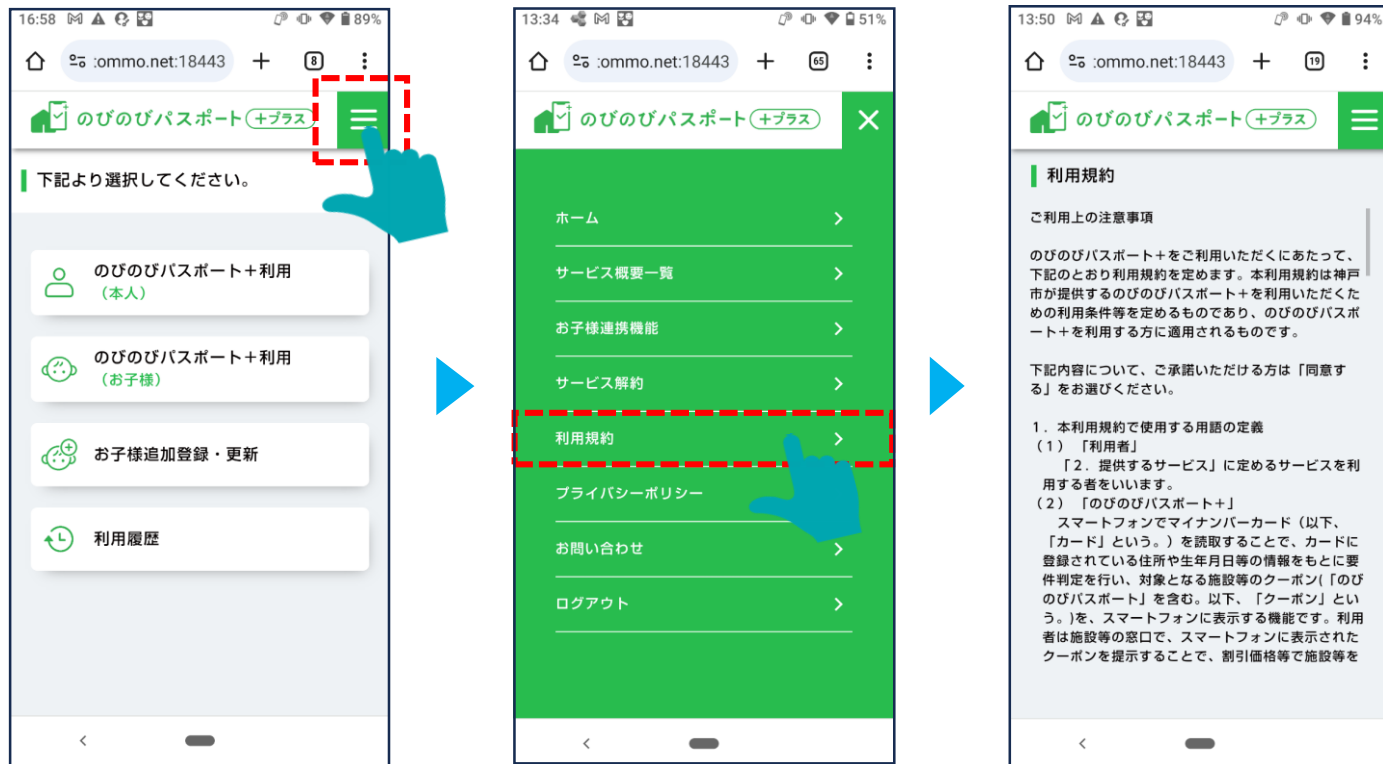 16:58 89%
:ommo.net:18443 8
のびのびパスポート +プラス
下記より選択してください。
のびのびパスポート+利用
(本人)
のびのびパスポート+利用
(お子様)
お子様追加登録・更新
利用履歴
13:34 51%
:ommo.net:18443 65
のびのびパスポート +プラス
ホーム
サービス概要一覧
お子様連携機能
サービス解約
利用規約
プライバシーポリシー
お問い合わせ
ログアウト
13:50 94%
:ommo.net:18443 19
のびのびパスポート +プラス
利用規約
ご利用上の注意事項
のびのびパスポート+をご利用いただくにあたって、
下記のとおり利用規約を定めます。本利用規約は神戸
市が提供するのびのびパスポート+を利用いただくた
めの利用条件等を定めるものであり、のびのびパスポ
ート+を利用する方に適用されるものです。
下記内容について、ご承諾いただける方は「同意す
る」をお選びください。
1.本利用規約で使用する用語の定義
(1) 「利用者」
「2.提供するサービス」に定めるサービスを利
用する者をいいます。
(2) 「のびのびパスポート+」
スマートフォンでマイナンバーカード(以下、
「カード」という。)を読取することで、カードに
登録されている住所や生年月日等の情報をもとに要
件判定を行い、対象となる施設等のクーポン(「のび
のびパスポート」を含む。以下、「クーポン」とい
う。)を、スマートフォンに表示する機能です。利用
者は施設等の窓口で、スマートフォンに表示された
クーポンを提示することで、割引価格等で施設等を